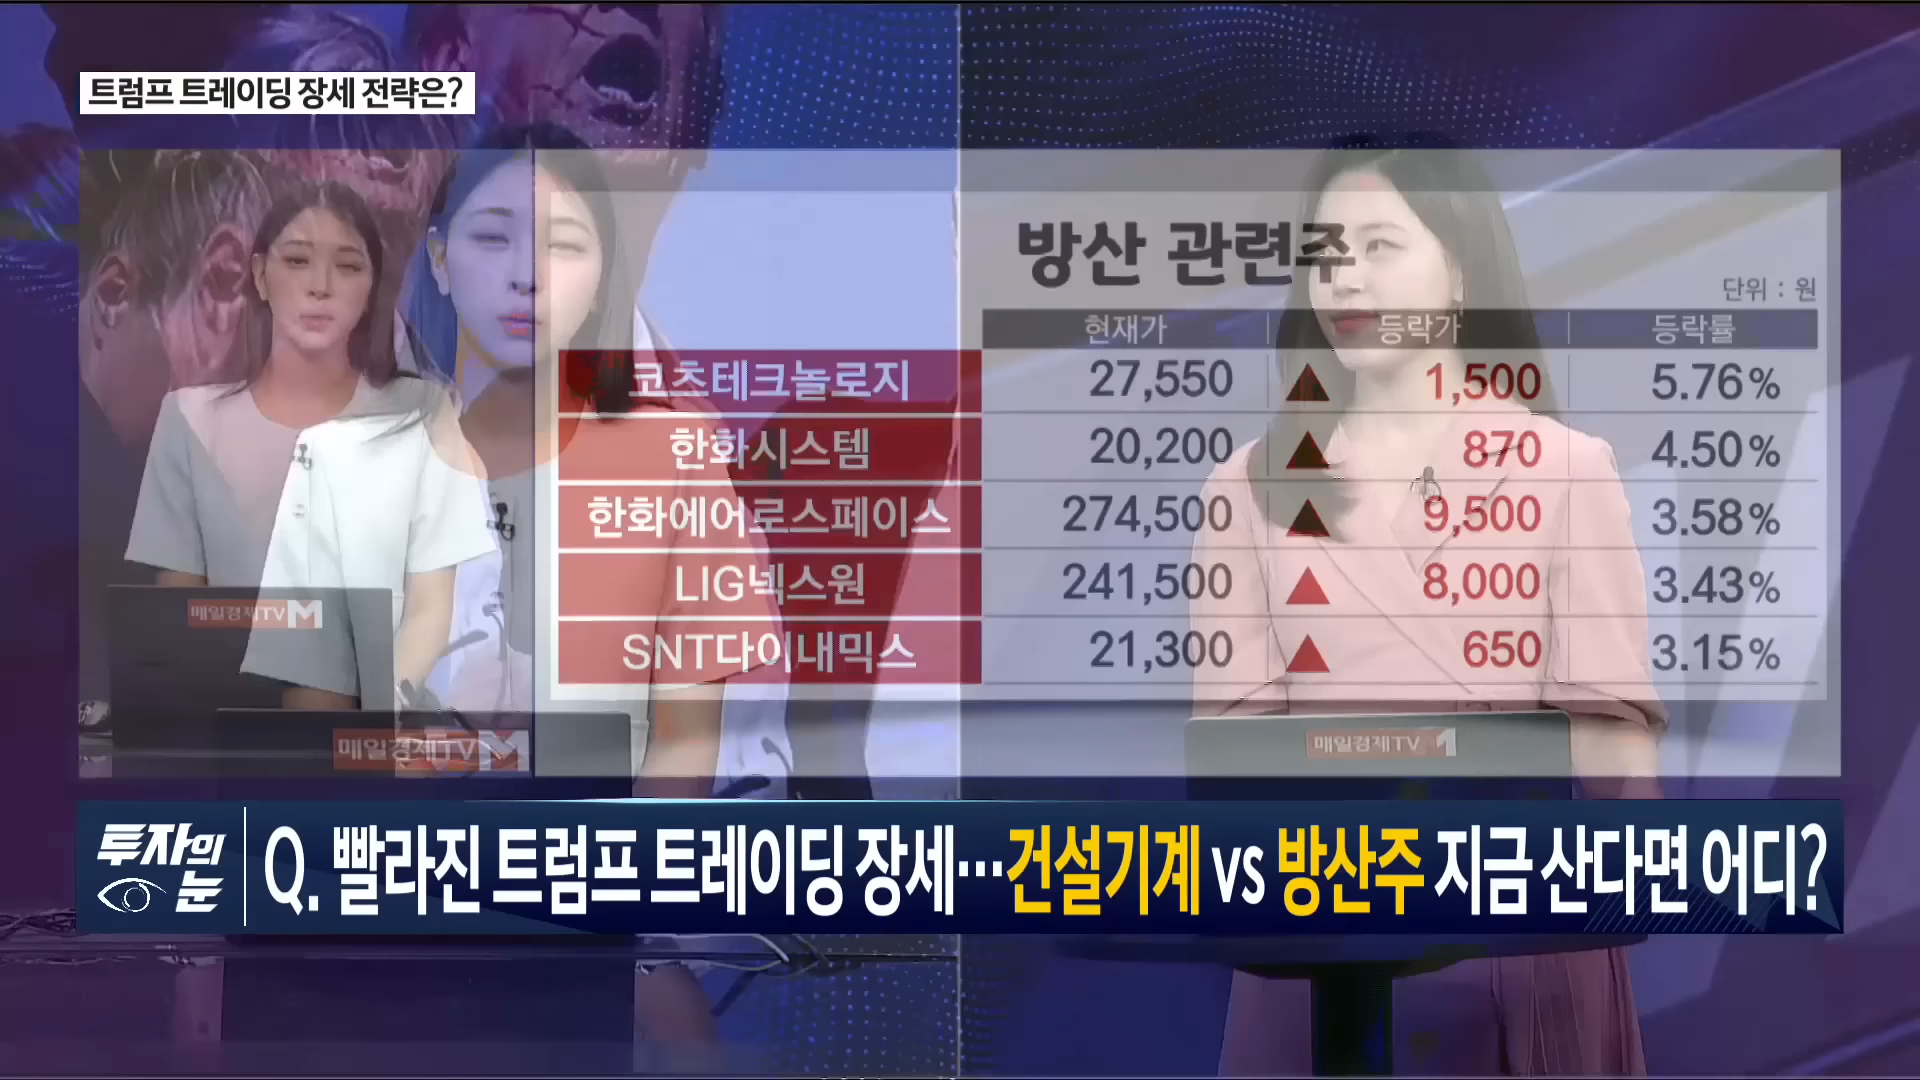 트럼프 트레이딩 장세 전략은?
방산 관련주
단위 : 원
현재가 등락가 등락률
코츠테크놀로지 27,550 ▲ 1,500 5.76%
한화시스템 20,200 ▲ 870 4.50%
한화에어로스페이스 274,500 ▲ 9,500 3.58%
LIG넥스원 241,500 ▲ 8,000 3.43%
SNT다이내믹스 21,300 ▲ 650 3.15%
매일경제TV M
매일경제TV M
매일경제TV
투자의 눈
Q. 빨라진 트럼프 트레이딩 장세…건설기계 vs 방산주 지금 산다면 어디?